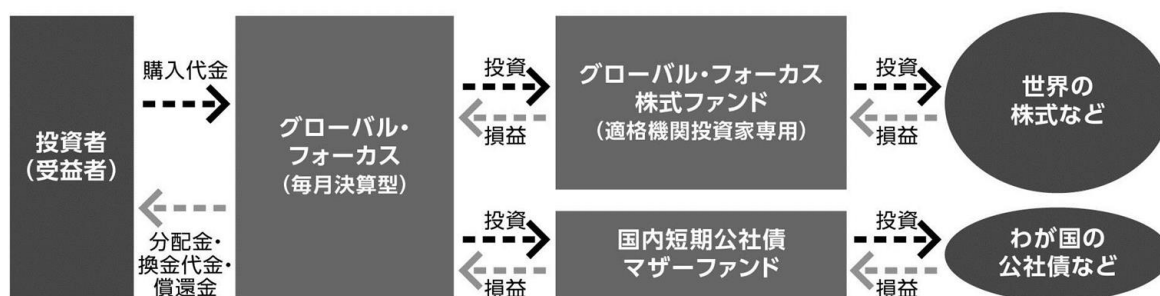 投資者
（受益者）
購入代金
分配金・
換金代金・
償還金
グローバル・
フォーカス
（毎月決算型）
投資
損益
グローバル・フォーカス
株式ファンド
（適格機関投資家専用）
投資
損益
世界の
株式など
投資
損益
国内短期公社債
マザーファンド
投資
損益
わが国の
公社債など